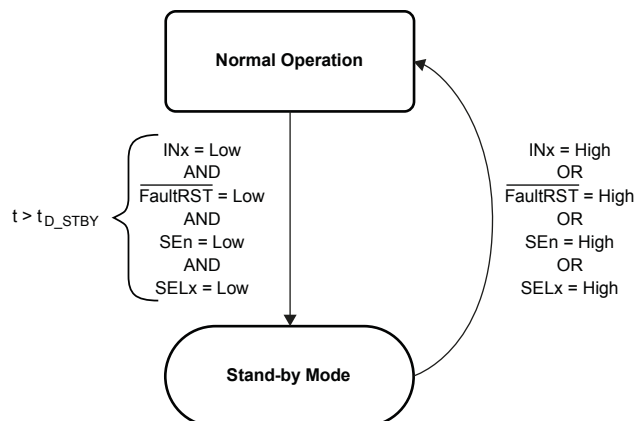 Normal Operation
INx = Low
AND
FaultRST = Low
AND
SEn = Low
AND
SELx = Low
t > tD_STBY
INx = High
OR
FaultRST = High
OR
SEn = High
OR
SELx = High
Stand-by Mode